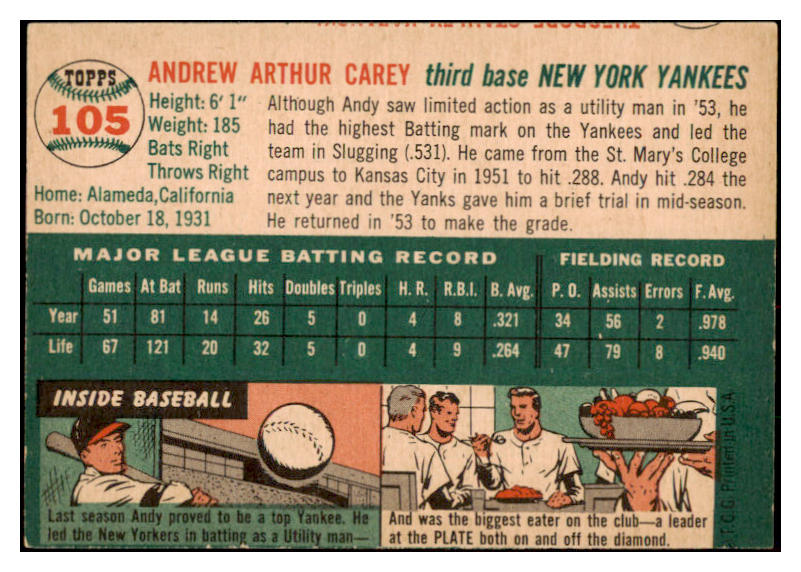 TOPPS
105
ANDREW ARTHUR CAREY third base NEW YORK YANKEES
Height: 6' 1"
Weight: 185
Bats Right
Throws Right
Home: Alameda, California
Born: October 18, 1931
Although Andy saw limited action as a utility man in '53, he
had the highest Batting mark on the Yankees and led the
team in Slugging (.531). He came from the St. Mary's College
campus to Kansas City in 1951 to hit .288. Andy hit .284 the
next year and the Yanks gave him a brief trial in mid-season.
He returned in '53 to make the grade.
MAJOR LEAGUE BATTING RECORD FIELDING RECORD
Games At Bat Runs Hits Doubles Triples H. R. R.B.I. B. Avg. P. O. Assists Errors F. Avg.
Year 51 81 14 26 5 0 4 8 .321 34 56 2 .978
Life 67 121 20 32 5 0 4 9 .264 47 79 8 .940
INSIDE BASEBALL
Last season Andy proved to be a top Yankee. He
led the New Yorkers in batting as a Utility man—
And was the biggest eater on the club—a leader
at the PLATE both on and off the diamond.
T.C.G. Printed in U.S.A.